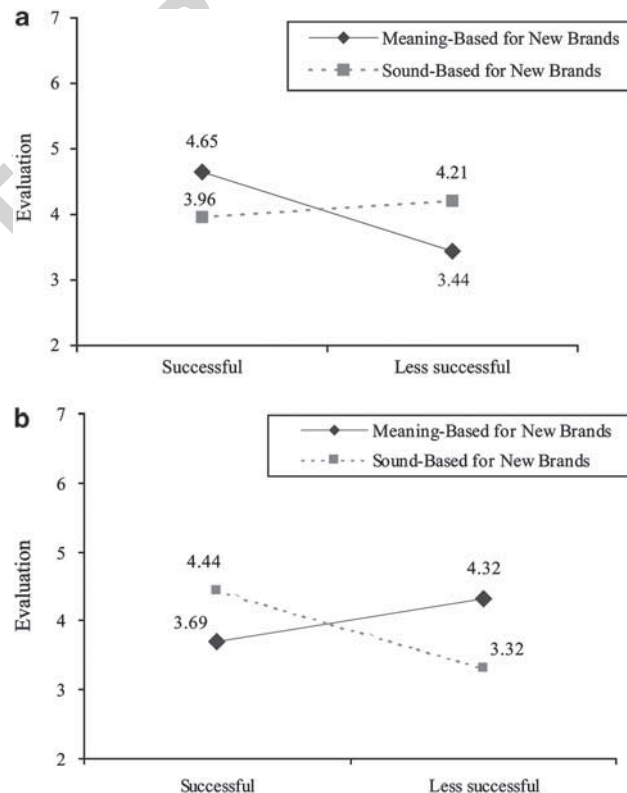 a
7
Meaning-Based for New Brands
Sound-Based for New Brands
6
5
4
3
2
Evaluation
4.65
3.96
4.21
3.44
Successful Less successful
b
7
Meaning-Based for New Brands
Sound-Based for New Brands
6
5
4
3
2
Evaluation
4.44
3.69
4.32
3.32
Successful Less successful